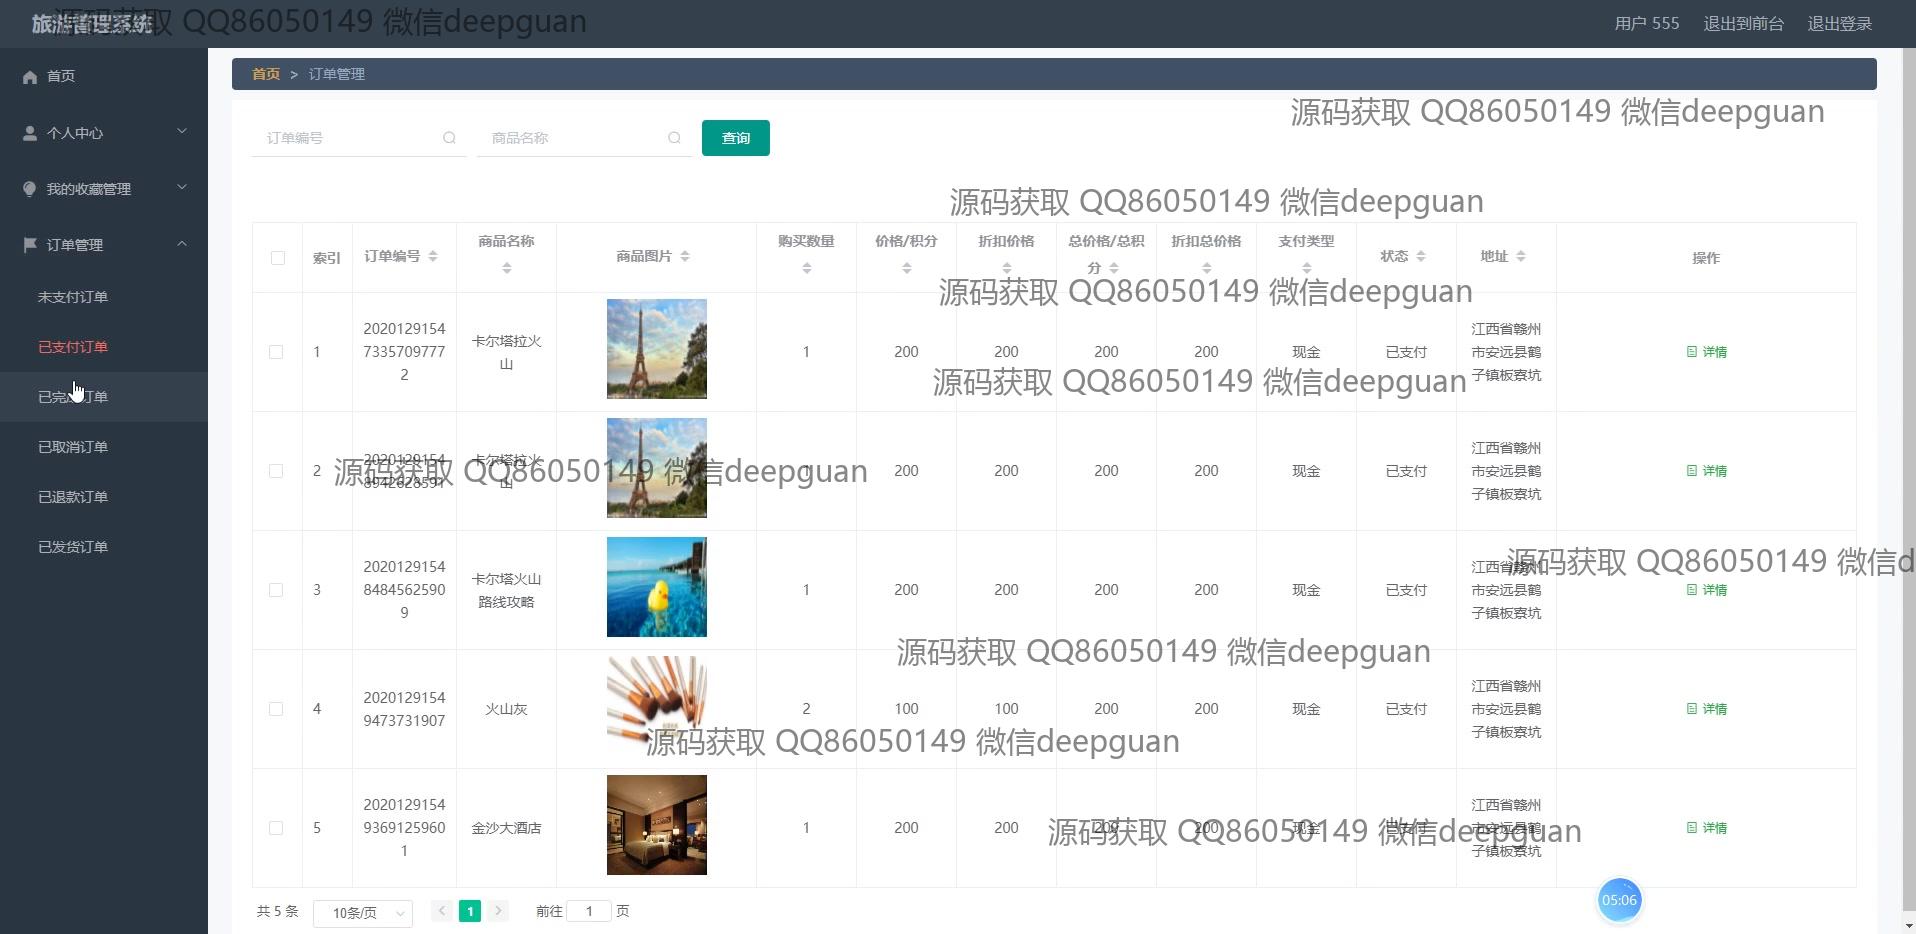 旅游管理系统
源码获取 QQ86050149 微信deepguan
用户 555 退出到前台 退出登录
首页
个人中心
我的收藏管理
订单管理
未支付订单
已支付订单
已完成订单
已取消订单
已退款订单
已发货订单
首页 > 订单管理
源码获取 QQ86050149 微信deepguan
订单编号 商品名称 查询
源码获取 QQ86050149 微信deepguan
索引 订单编号 商品名称 商品图片 购买数量 价格/积分 折扣价格 总价格/总积 折扣总价格 支付类型 状态 地址 操作
分
源码获取 QQ86050149 微信deepguan
2020129154 江西省赣州
1 7335709777 卡尔塔拉火 1 200 200 200 200 现金 已支付 市安远县鹤 详情
2 山 子镇板寮坑
源码获取 QQ86050149 微信deepguan
2020129154 卡尔塔拉火 江西省赣州
2 8942628591 山 1 200 200 200 200 现金 已支付 市安远县鹤 详情
子镇板寮坑
源码获取 QQ86050149 微信deepguan
源码获取 QQ86050149 微信d
2020129154 卡尔塔火山 江西省赣州
3 8484562590 路线攻略 1 200 200 200 200 现金 已支付 市安远县鹤 详情
9 子镇板寮坑
源码获取 QQ86050149 微信deepguan
2020129154 江西省赣州
4 9473731907 火山灰 2 100 100 200 200 现金 已支付 市安远县鹤 详情
子镇板寮坑
源码获取 QQ86050149 微信deepguan
2020129154 江西省赣州
5 9369125960 金沙大酒店 1 200 200 200 200 现金 已支付 市安远县鹤 详情
1 子镇板寮坑
源码获取 QQ86050149 微信deepguan
共 5 条 10条/页 1 前往 1 页
05:06